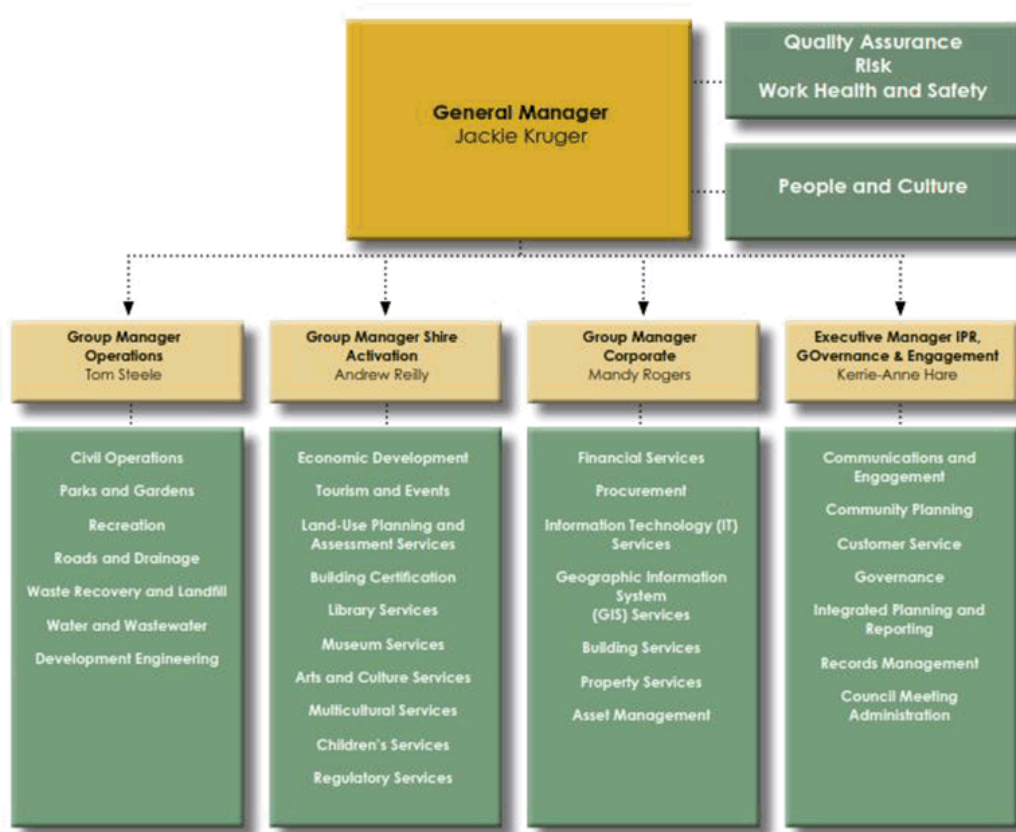 General Manager
Jackie Kruger
Quality Assurance
Risk
Work Health and Safety
People and Culture
Group Manager
Operations
Tom Steele
Group Manager Shire
Activation
Andrew Reilly
Group Manager
Corporate
Mandy Rogers
Executive Manager IPR,
GOvernance & Engagement
Kerrie-Anne Hare
Civil Operations
Parks and Gardens
Recreation
Roads and Drainage
Waste Recovery and Landfill
Water and Wastewater
Development Engineering
Economic Development
Tourism and Events
Land-Use Planning and
Assessment Services
Building Certification
Library Services
Museum Services
Arts and Culture Services
Multicultural Services
Children's Services
Regulatory Services
Financial Services
Procurement
Information Technology (IT)
Services
Geographic Information
System
(GIS) Services
Building Services
Property Services
Asset Management
Communications and
Engagement
Community Planning
Customer Service
Governance
Integrated Planning and
Reporting
Records Management
Council Meeting
Administration